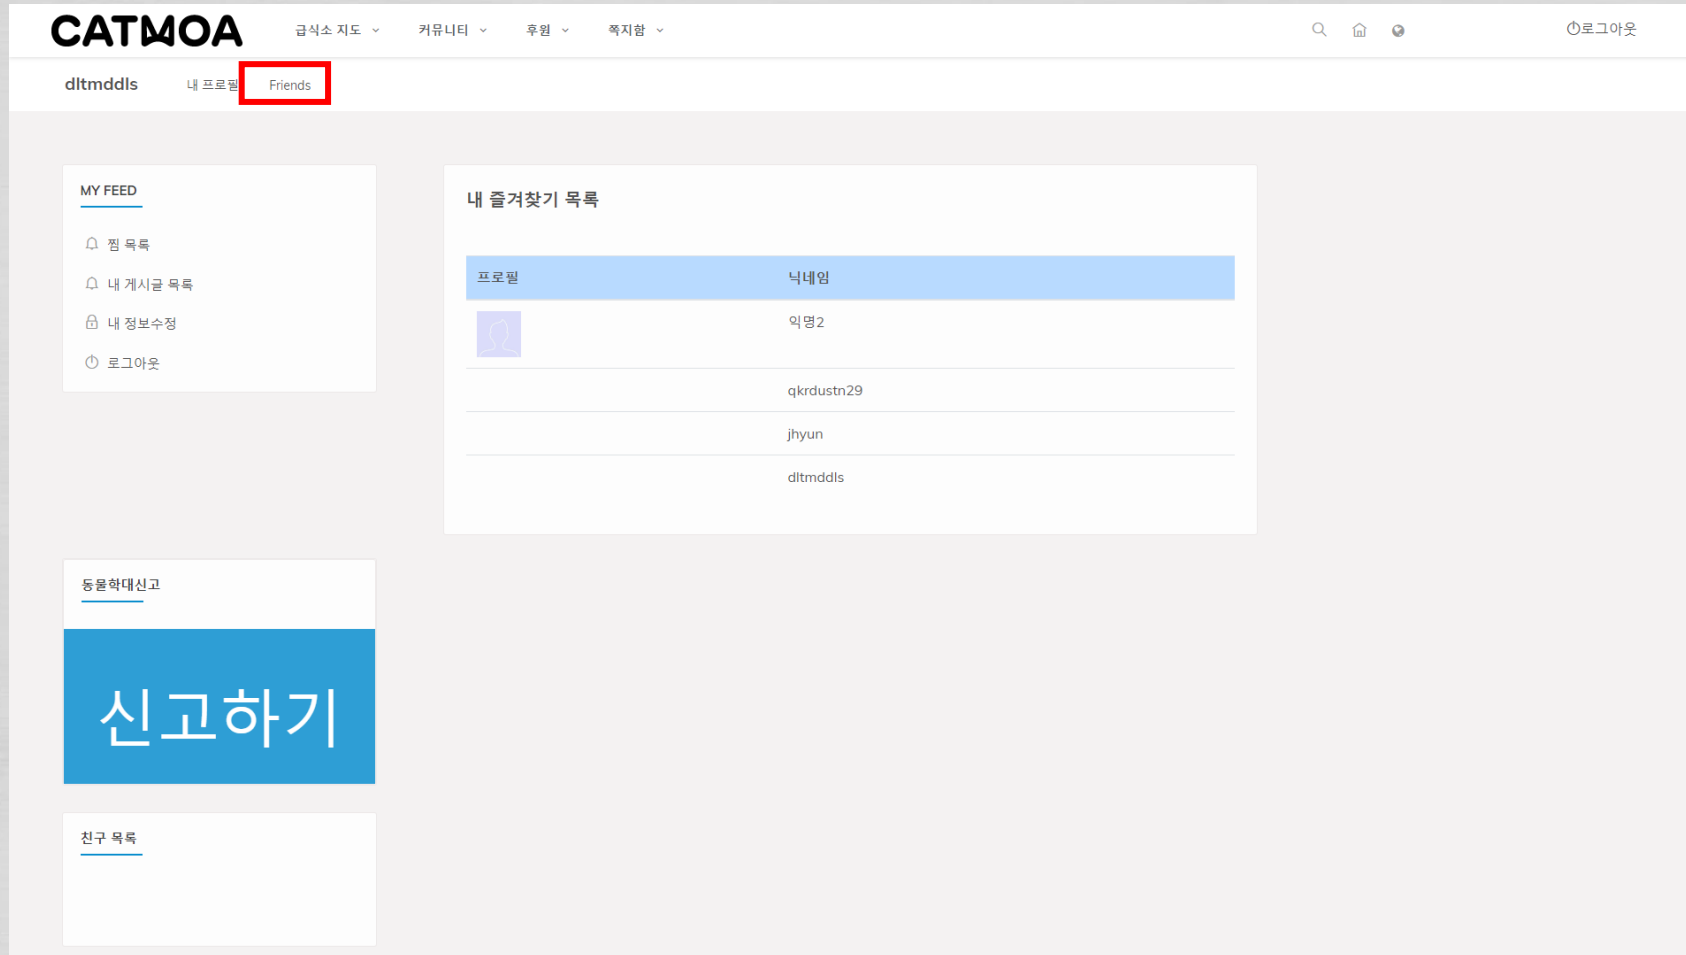 CATMOA 급식소 지도 커뮤니티 후원 쪽지함 로그아웃
dltmddls 내 프로필 Friends
MY FEED
찜 목록
내 게시글 목록
내 정보수정
로그아웃
내 즐겨찾기 목록
프로필 닉네임
익명2
qkrdustn29
jhyun
dltmddls
동물학대신고
신고하기
친구 목록